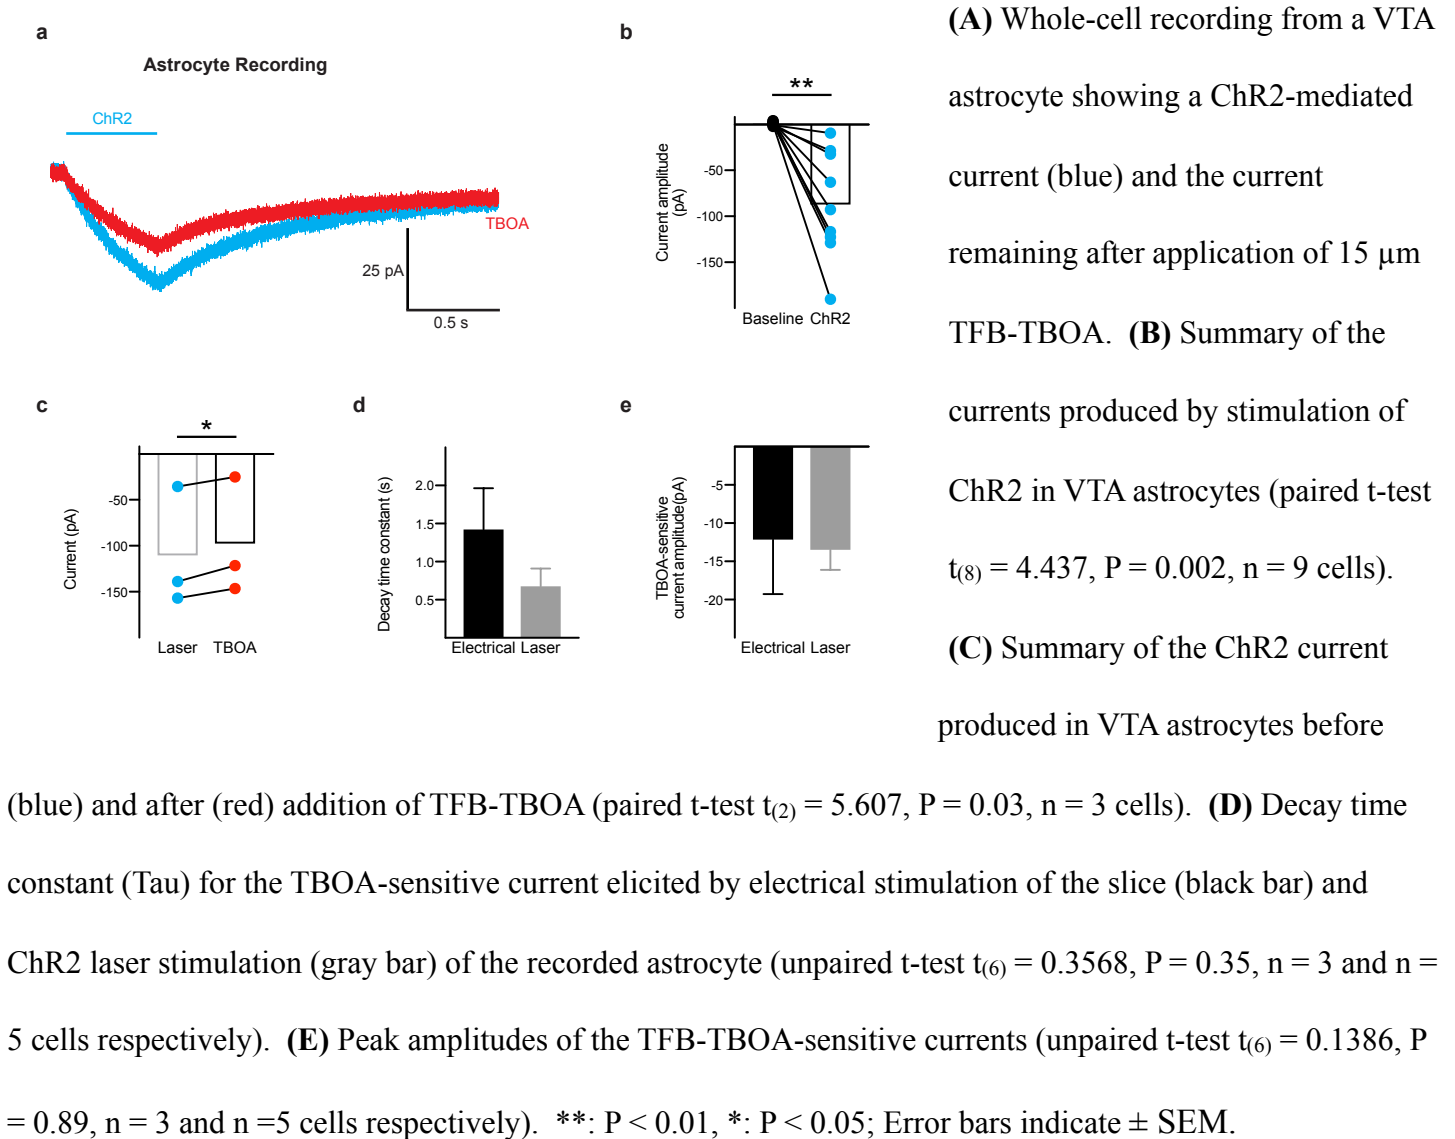 a
Astrocyte Recording
ChR2
TBOA
25 pA
0.5 s
b
**
Current amplitude
(pA)
-50
-100
-150
Baseline ChR2
c
*
Current (pA)
-50
-100
-150
Laser TBOA
d
Decay time constant (s)
2.0
1.5
1.0
0.5
Electrical Laser
e
TBOA-sensitive
current amplitude(pA)
-5
-10
-15
-20
Electrical Laser
(A) Whole-cell recording from a VTA
astrocyte showing a ChR2-mediated
current (blue) and the current
remaining after application of 15 µm
TFB-TBOA. (B) Summary of the
currents produced by stimulation of
ChR2 in VTA astrocytes (paired t-test
t(8) = 4.437, P = 0.002, n = 9 cells).
(C) Summary of the ChR2 current
produced in VTA astrocytes before
(blue) and after (red) addition of TFB-TBOA (paired t-test t(2) = 5.607, P = 0.03, n = 3 cells). (D) Decay time
constant (Tau) for the TBOA-sensitive current elicited by electrical stimulation of the slice (black bar) and
ChR2 laser stimulation (gray bar) of the recorded astrocyte (unpaired t-test t(6) = 0.3568, P = 0.35, n = 3 and n =
5 cells respectively). (E) Peak amplitudes of the TFB-TBOA-sensitive currents (unpaired t-test t(6) = 0.1386, P
= 0.89, n = 3 and n =5 cells respectively). **: P < 0.01, *: P < 0.05; Error bars indicate ± SEM.